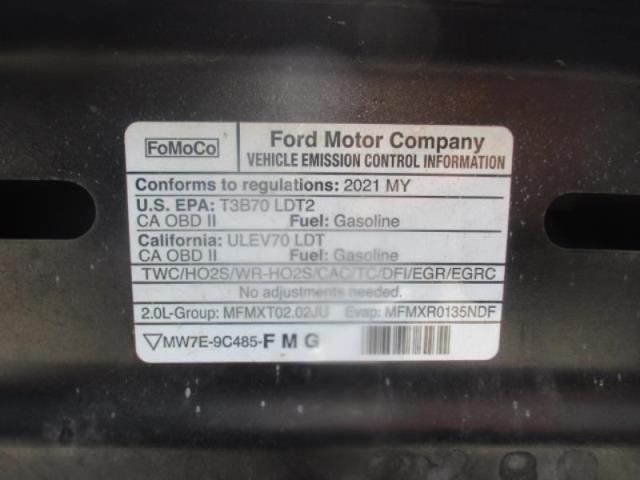 FoMoCo
Ford Motor Company
VEHICLE EMISSION CONTROL INFORMATION
Conforms to regulations: 2021 MY
U.S. EPA: T3B70 LDT2
CA OBD II Fuel: Gasoline
California: ULEV70 LDT
CA OBD II Fuel: Gasoline
TWC/HO2S/WR-HO2S/CAC/TC/DFI/EGR/EGRC
No adjustments needed.
2.0L-Group: MFMXT02.02JU Evap: MFMXR0135NDF
MW7E-9C485-F M G